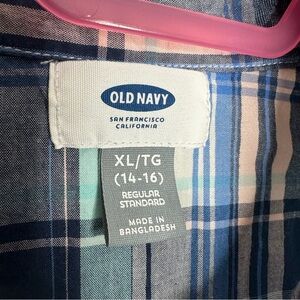 OLD NAVY
SAN FRANCISCO
CALIFORNIA
XL/TG
(14-16)
REGULAR
STANDARD
MADE IN
BANGLADESH